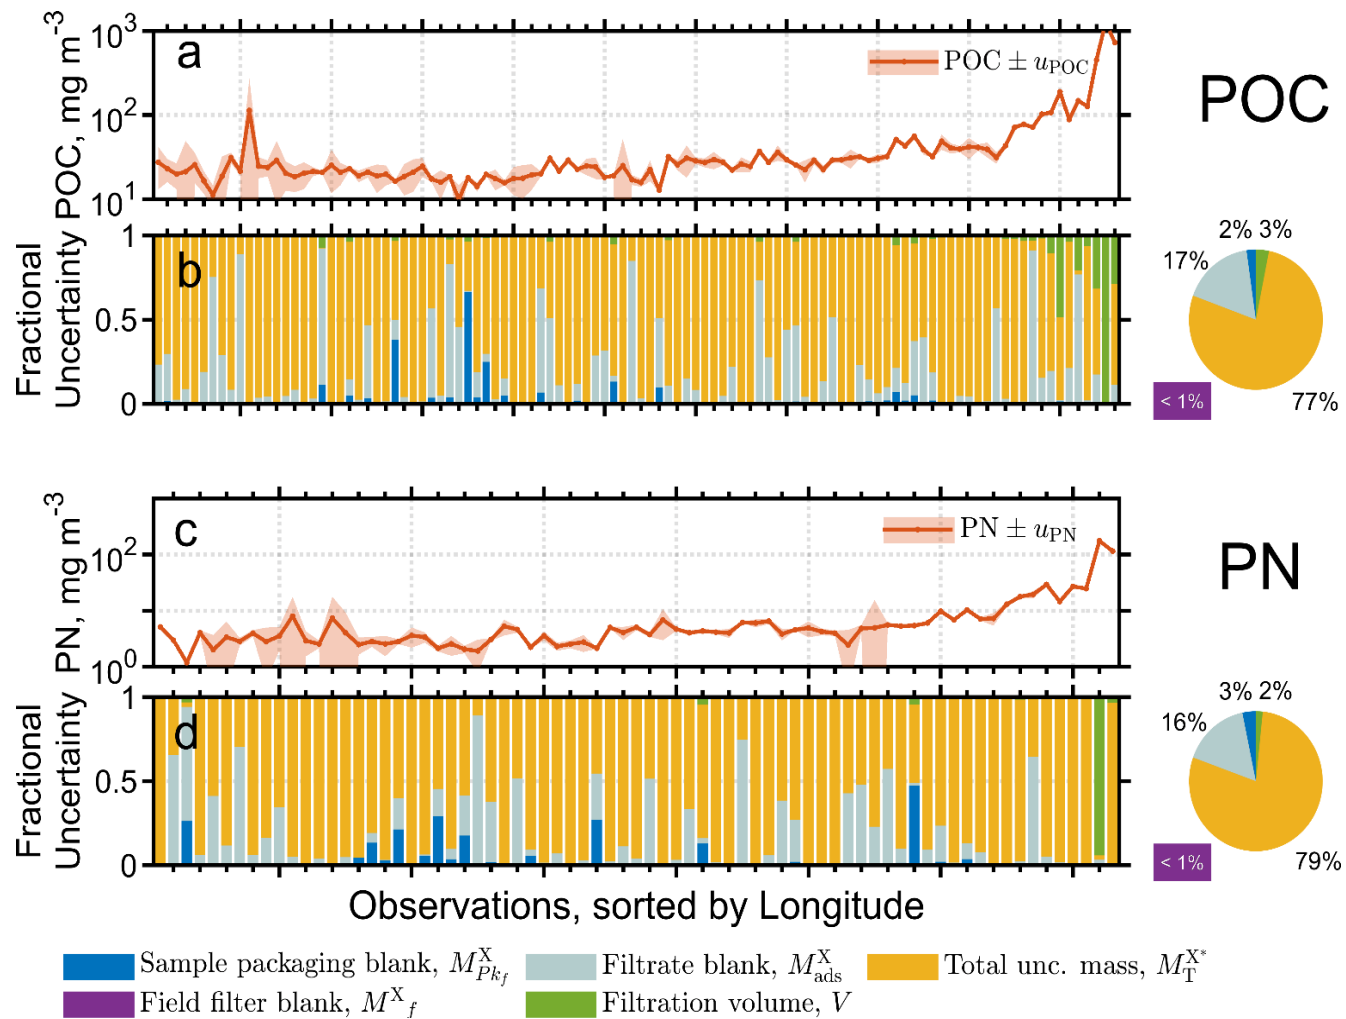 a
POC, mg m⁻³
10³
10²
10¹
POC ± u_POC
POC
b
Fractional
Uncertainty
1
0.5
0
2% 3%
17%
77%
< 1%
c
PN, mg m⁻³
10²
10⁰
PN ± u_PN
PN
d
Fractional
Uncertainty
1
0.5
0
3% 2%
16%
79%
< 1%
Observations, sorted by Longitude
Sample packaging blank, M^X_Pk_f
Filtrate blank, M^X_ads
Total unc. mass, M^X*_T
Field filter blank, M^X_f
Filtration volume, V